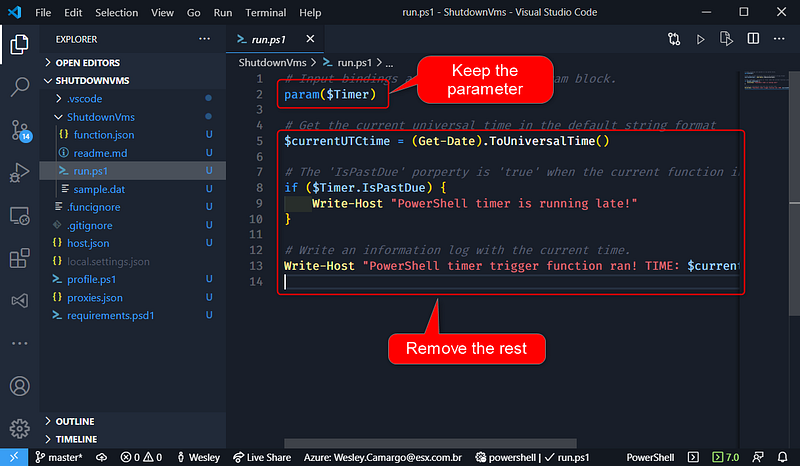 File Edit Selection View Go Run Terminal Help run.ps1 - ShutdownVms - Visual Studio Code
EXPLORER
OPEN EDITORS
SHUTDOWNVMS
.vscode
ShutdownVms
function.json U
readme.md U
run.ps1 U
sample.dat U
.funcignore U
.gitignore U
host.json U
local.settings.json
profile.ps1 U
proxies.json U
requirements.psd1 U
OUTLINE
TIMELINE
14
run.ps1
ShutdownVms > run.ps1 > ...
1 # Input bindings a am block.
2 param($Timer)
3
4 # Get the current universal time in the default string format
5 $currentUTCtime = (Get-Date).ToUniversalTime()
6
7 # The 'IsPastDue' porperty is 'true' when the current function i
8 if ($Timer.IsPastDue) {
9 Write-Host "PowerShell timer is running late!"
10 }
11
12 # Write an information log with the current time.
13 Write-Host "PowerShell timer trigger function ran! TIME: $current
14
Keep the
parameter
Remove the rest
master* 0 0 Wesley Live Share Azure: Wesley.Camargo@esx.com.br powershell | run.ps1 PowerShell 7.0